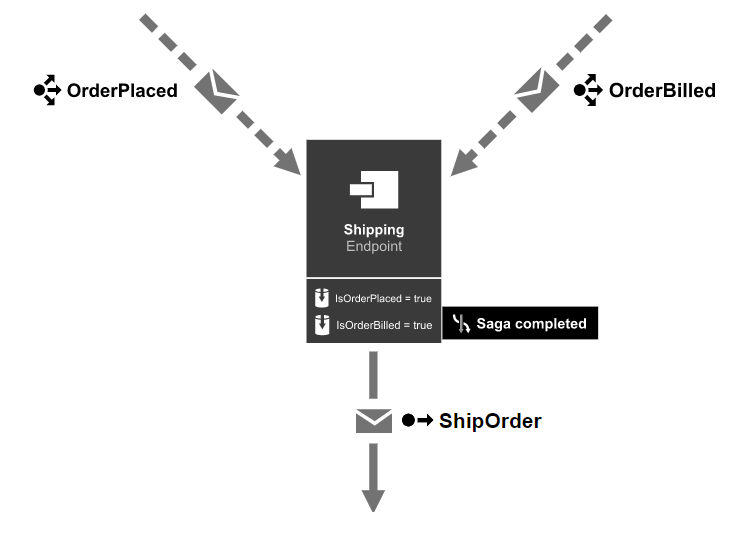 OrderPlaced
OrderBilled
Shipping
Endpoint
IsOrderPlaced = true
IsOrderBilled = true
Saga completed
ShipOrder